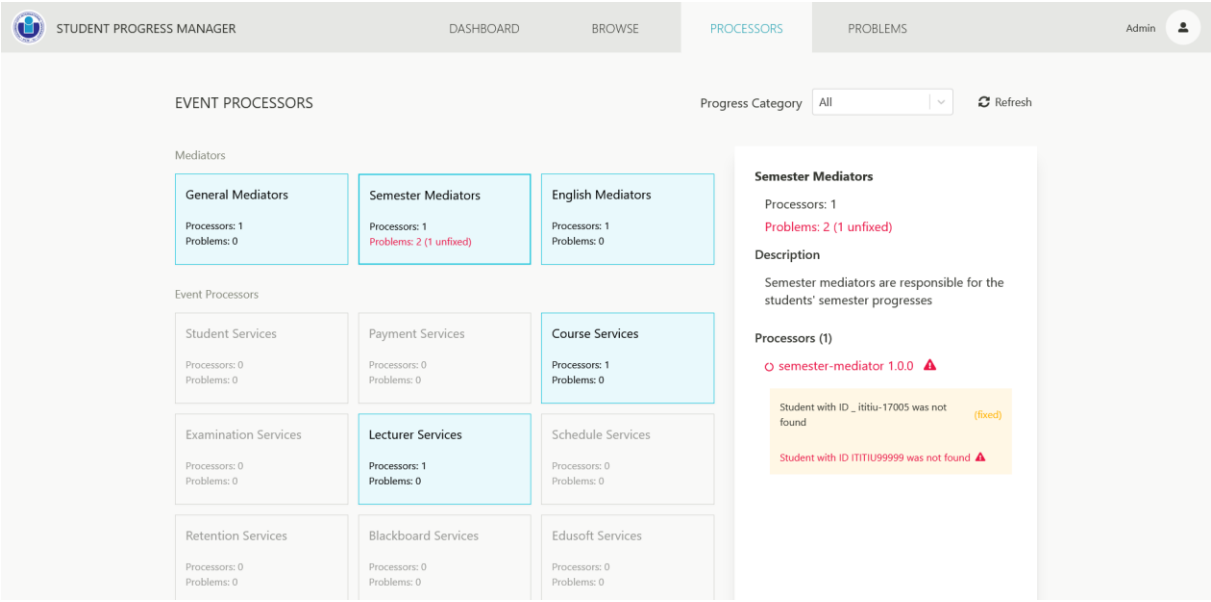 STUDENT PROGRESS MANAGER
DASHBOARD
BROWSE
PROCESSORS
PROBLEMS
Admin
EVENT PROCESSORS
Progress Category
All
Refresh
Mediators
General Mediators
Processors: 1
Problems: 0
Semester Mediators
Processors: 1
Problems: 2 (1 unfixed)
English Mediators
Processors: 1
Problems: 0
Event Processors
Student Services
Processors: 0
Problems: 0
Payment Services
Processors: 0
Problems: 0
Course Services
Processors: 1
Problems: 0
Examination Services
Processors: 0
Problems: 0
Lecturer Services
Processors: 1
Problems: 0
Schedule Services
Processors: 0
Problems: 0
Retention Services
Processors: 0
Problems: 0
Blackboard Services
Processors: 0
Problems: 0
Edusoft Services
Processors: 0
Problems: 0
Semester Mediators
Processors: 1
Problems: 2 (1 unfixed)
Description
Semester mediators are responsible for the
students' semester progresses
Processors (1)
semester-mediator 1.0.0
Student with ID _ ititiu-17005 was not
found
(fixed)
Student with ID ITITIU99999 was not found